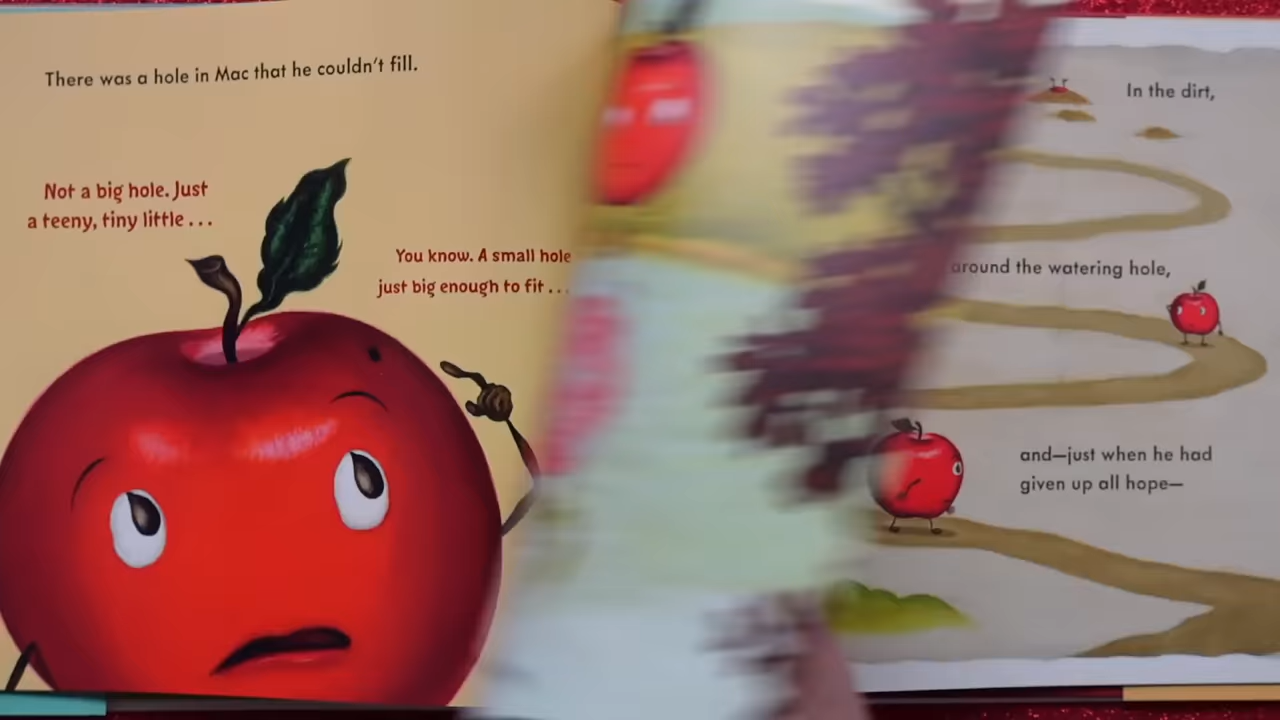 There was a hole in Mac that he couldn't fill.
Not a big hole. Just
a teeny, tiny little . . .
You know. A small hole
just big enough to fit . . .
In the dirt,
around the watering hole,
and—just when he had
given up all hope—